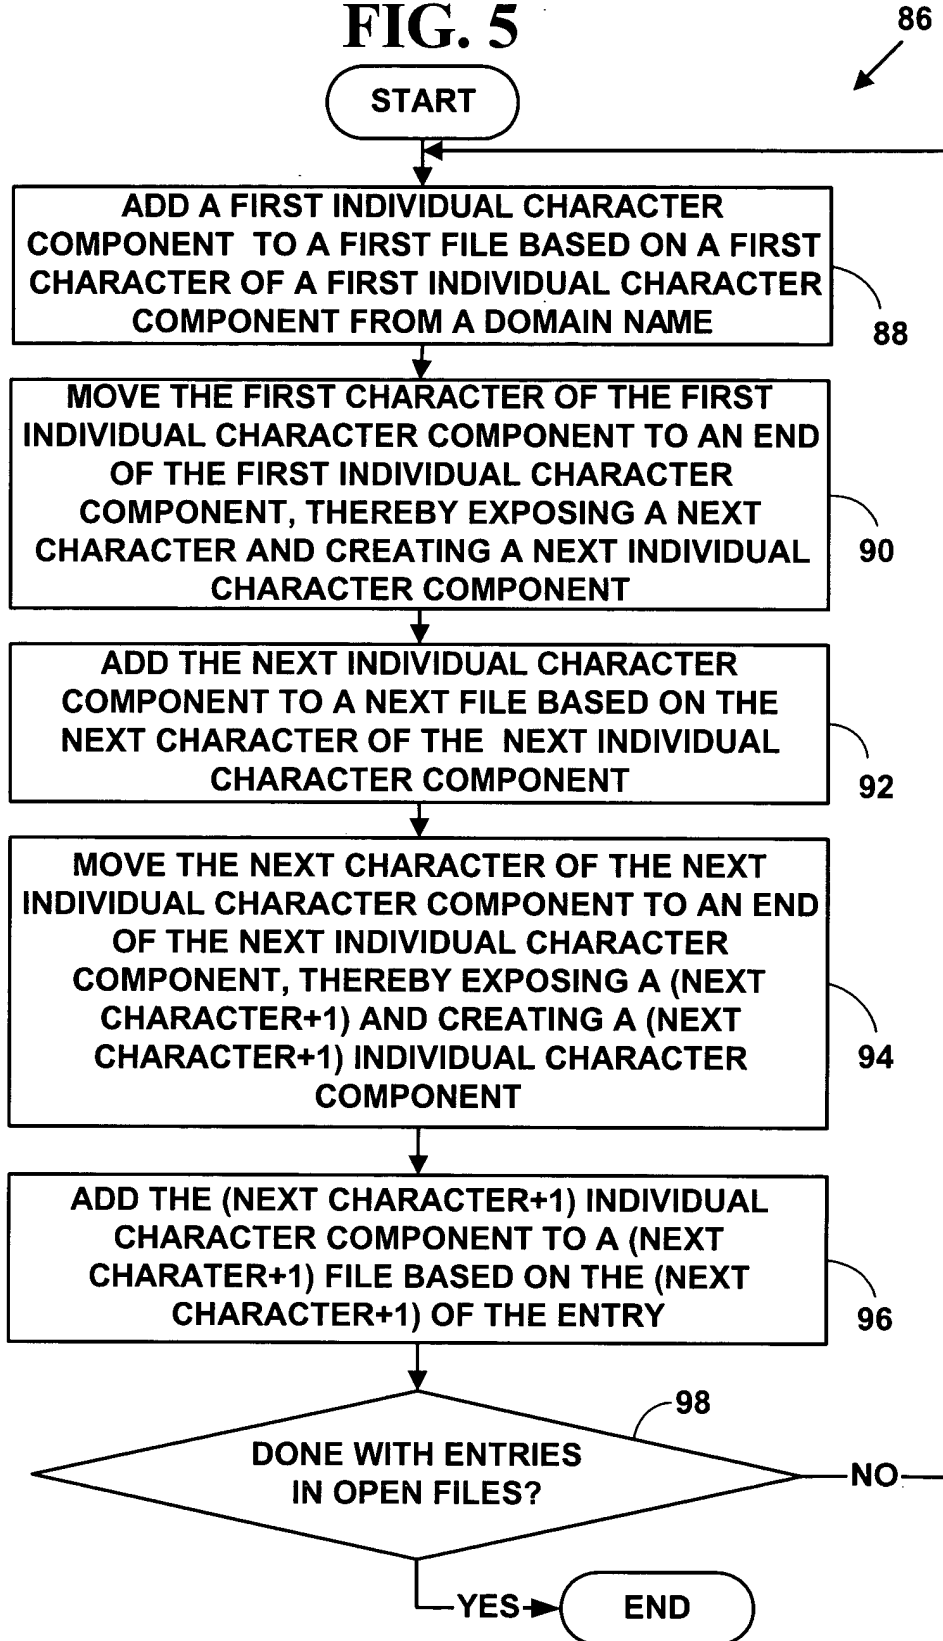 FIG. 5
86
START
ADD A FIRST INDIVIDUAL CHARACTER
COMPONENT TO A FIRST FILE BASED ON A FIRST
CHARACTER OF A FIRST INDIVIDUAL CHARACTER
COMPONENT FROM A DOMAIN NAME
88
MOVE THE FIRST CHARACTER OF THE FIRST
INDIVIDUAL CHARACTER COMPONENT TO AN END
OF THE FIRST INDIVIDUAL CHARACTER
COMPONENT, THEREBY EXPOSING A NEXT
CHARACTER AND CREATING A NEXT INDIVIDUAL
CHARACTER COMPONENT
90
ADD THE NEXT INDIVIDUAL CHARACTER
COMPONENT TO A NEXT FILE BASED ON THE
NEXT CHARACTER OF THE NEXT INDIVIDUAL
CHARACTER COMPONENT
92
MOVE THE NEXT CHARACTER OF THE NEXT
INDIVIDUAL CHARACTER COMPONENT TO AN END
OF THE NEXT INDIVIDUAL CHARACTER
COMPONENT, THEREBY EXPOSING A (NEXT
CHARACTER+1) AND CREATING A (NEXT
CHARACTER+1) INDIVIDUAL CHARACTER
COMPONENT
94
ADD THE (NEXT CHARACTER+1) INDIVIDUAL
CHARACTER COMPONENT TO A (NEXT
CHARATER+1) FILE BASED ON THE (NEXT
CHARACTER+1) OF THE ENTRY
96
98
DONE WITH ENTRIES
IN OPEN FILES?
NO
YES
END